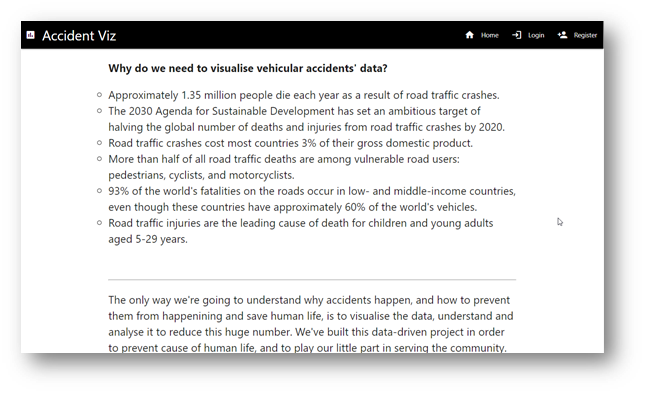 Accident Viz
Home Login Register
Why do we need to visualise vehicular accidents' data?
Approximately 1.35 million people die each year as a result of road traffic crashes.
The 2030 Agenda for Sustainable Development has set an ambitious target of
halving the global number of deaths and injuries from road traffic crashes by 2020.
Road traffic crashes cost most countries 3% of their gross domestic product.
More than half of all road traffic deaths are among vulnerable road users:
pedestrians, cyclists, and motorcyclists.
93% of the world's fatalities on the roads occur in low- and middle-income countries,
even though these countries have approximately 60% of the world's vehicles.
Road traffic injuries are the leading cause of death for children and young adults
aged 5-29 years.
The only way we're going to understand why accidents happen, and how to prevent
them from happenining and save human life, is to visualise the data, understand and
analyse it to reduce this huge number. We've built this data-driven project in order
to prevent cause of human life, and to play our little part in serving the community.